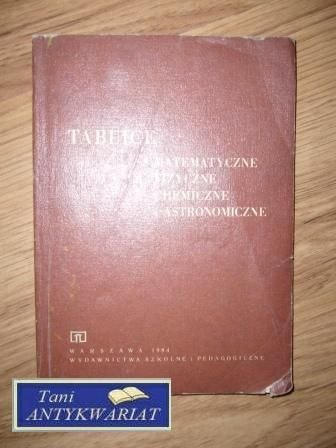 TABLICE
MATEMATYCZNE
FIZYCZNE
CHEMICZNE
ASTRONOMICZNE
WARSZAWA 1984
WYDAWNICTWA SZKOLNE I PEDAGOGICZNE
Tani
ANTYKWARIAT